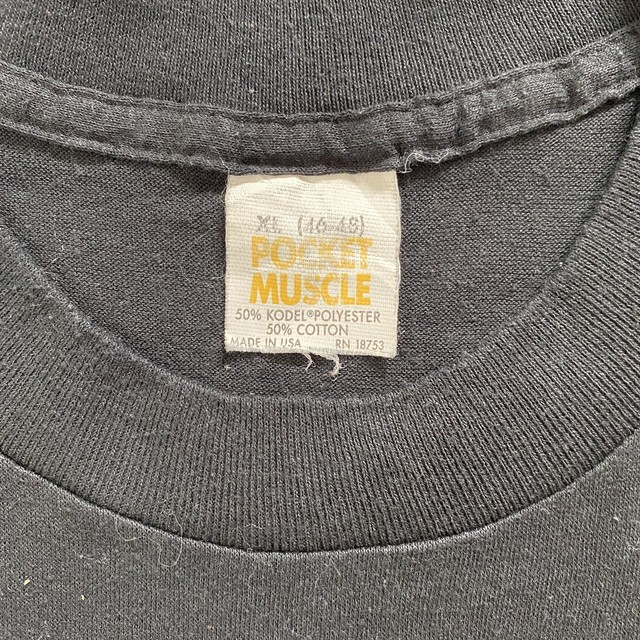 XL (46-48)
POCKET
MUSCLE
50% KODEL®POLYESTER
50% COTTON
MADE IN USA RN 18753